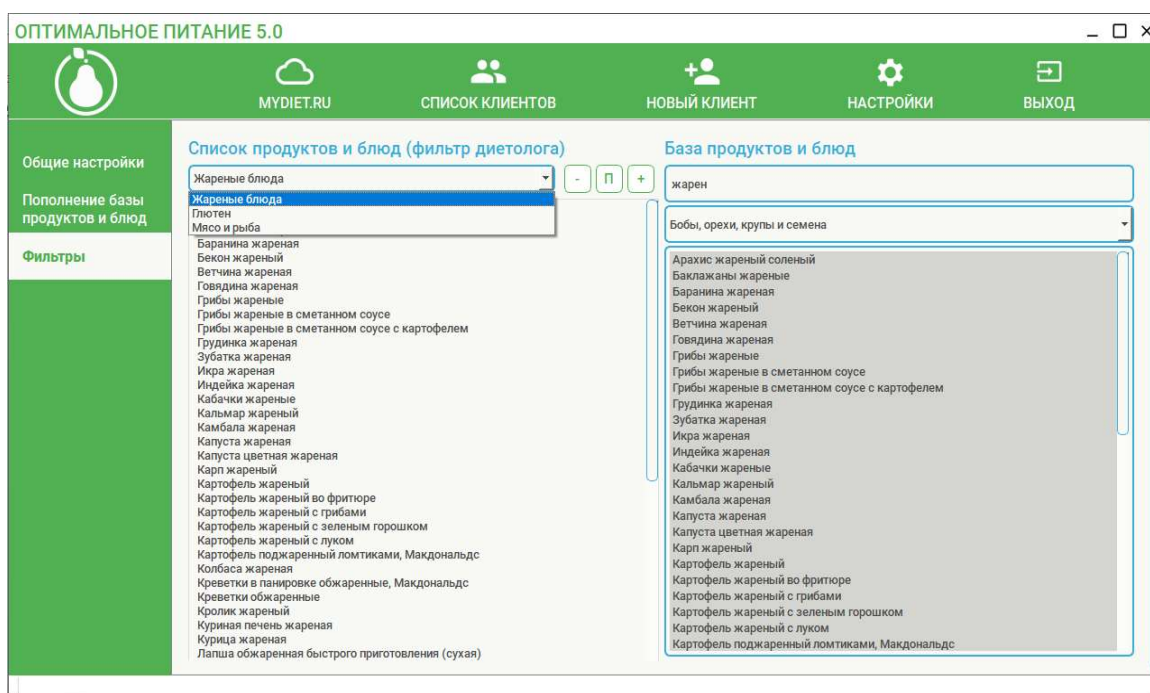 ОПТИМАЛЬНОЕ ПИТАНИЕ 5.0
MYDIET.RU
СПИСОК КЛИЕНТОВ
НОВЫЙ КЛИЕНТ
НАСТРОЙКИ
ВЫХОД
Общие настройки
Пополнение базы
продуктов и блюд
Фильтры
Список продуктов и блюд (фильтр диетолога)
Жареные блюда
-
П
+
Жареные блюда
Глютен
Мясо и рыба
Баранина жареная
Бекон жареный
Ветчина жареная
Говядина жареная
Грибы жареные
Грибы жареные в сметанном соусе
Грибы жареные в сметанном соусе с картофелем
Грудинка жареная
Зубатка жареная
Икра жареная
Индейка жареная
Кабачки жареные
Кальмар жареный
Камбала жареная
Капуста жареная
Капуста цветная жареная
Карп жареный
Картофель жареный
Картофель жареный во фритюре
Картофель жареный с грибами
Картофель жареный с зеленым горошком
Картофель жареный с луком
Картофель поджаренный ломтиками, Макдональдс
Колбаса жареная
Креветки в панировке обжаренные, Макдональдс
Креветки обжаренные
Кролик жареный
Куриная печень жареная
Курица жареная
Лапша обжаренная быстрого приготовления (сухая)
База продуктов и блюд
жарен
Бобы, орехи, крупы и семена
Арахис жареный соленый
Баклажаны жареные
Баранина жареная
Бекон жареный
Ветчина жареная
Говядина жареная
Грибы жареные
Грибы жареные в сметанном соусе
Грибы жареные в сметанном соусе с картофелем
Грудинка жареная
Зубатка жареная
Икра жареная
Индейка жареная
Кабачки жареные
Кальмар жареный
Камбала жареная
Капуста жареная
Капуста цветная жареная
Карп жареный
Картофель жареный
Картофель жареный во фритюре
Картофель жареный с грибами
Картофель жареный с зеленым горошком
Картофель жареный с луком
Картофель поджаренный ломтиками, Макдональдс